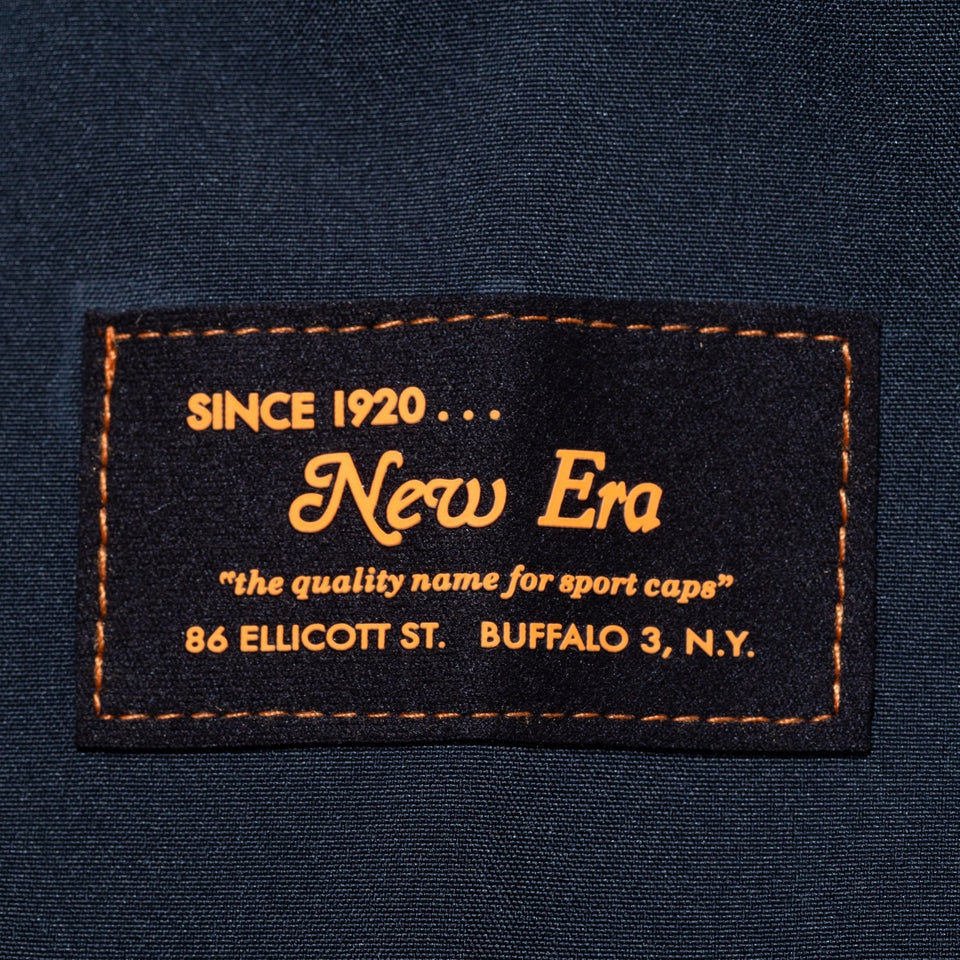 SINCE 1920...
New Era
"the quality name for sport caps"
86 ELLICOTT ST. BUFFALO 3, N.Y.